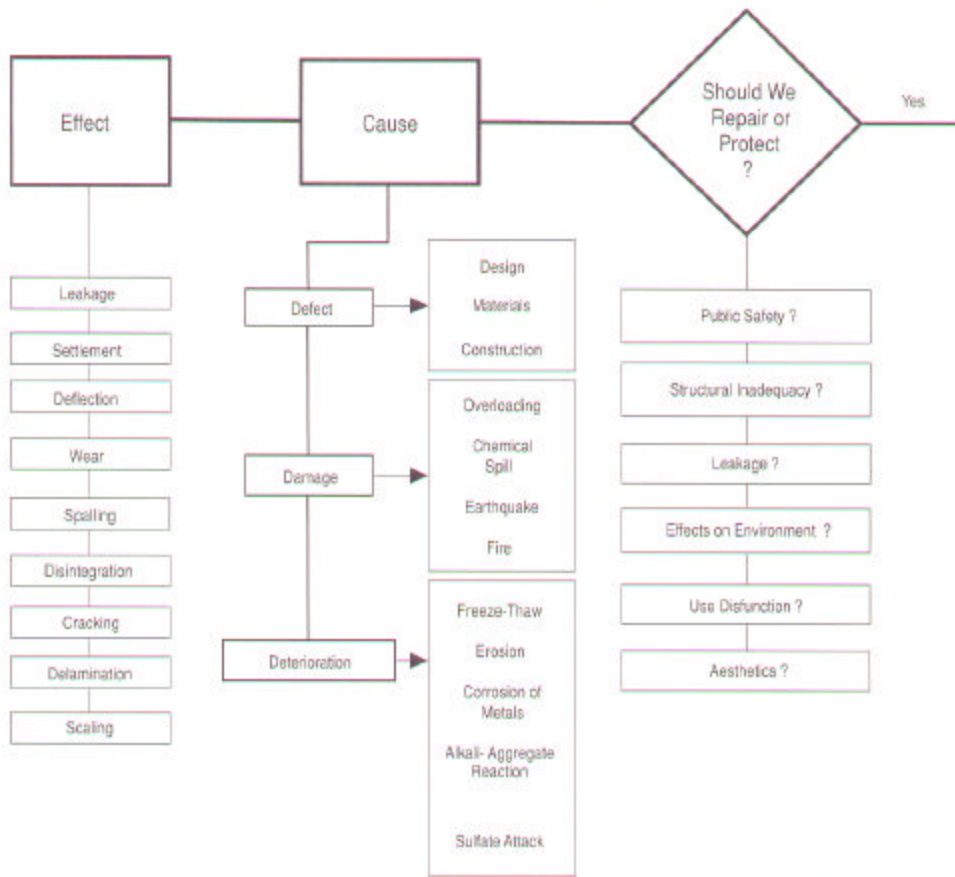 Effect
Cause
Should We
Repair or
Protect
?
Yes
Leakage
Settlement
Deflection
Wear
Spalling
Disintegration
Cracking
Delamination
Scaling
Defect
Design
Materials
Construction
Damage
Overloading
Chemical
Spill
Earthquake
Fire
Deterioration
Freeze-Thaw
Erosion
Corrosion of
Metals
Alkali- Aggregate
Reaction
Sulfate Attack
Public Safety ?
Structural Inadequacy ?
Leakage ?
Effects on Environment ?
Use Disfunction ?
Aesthetics ?